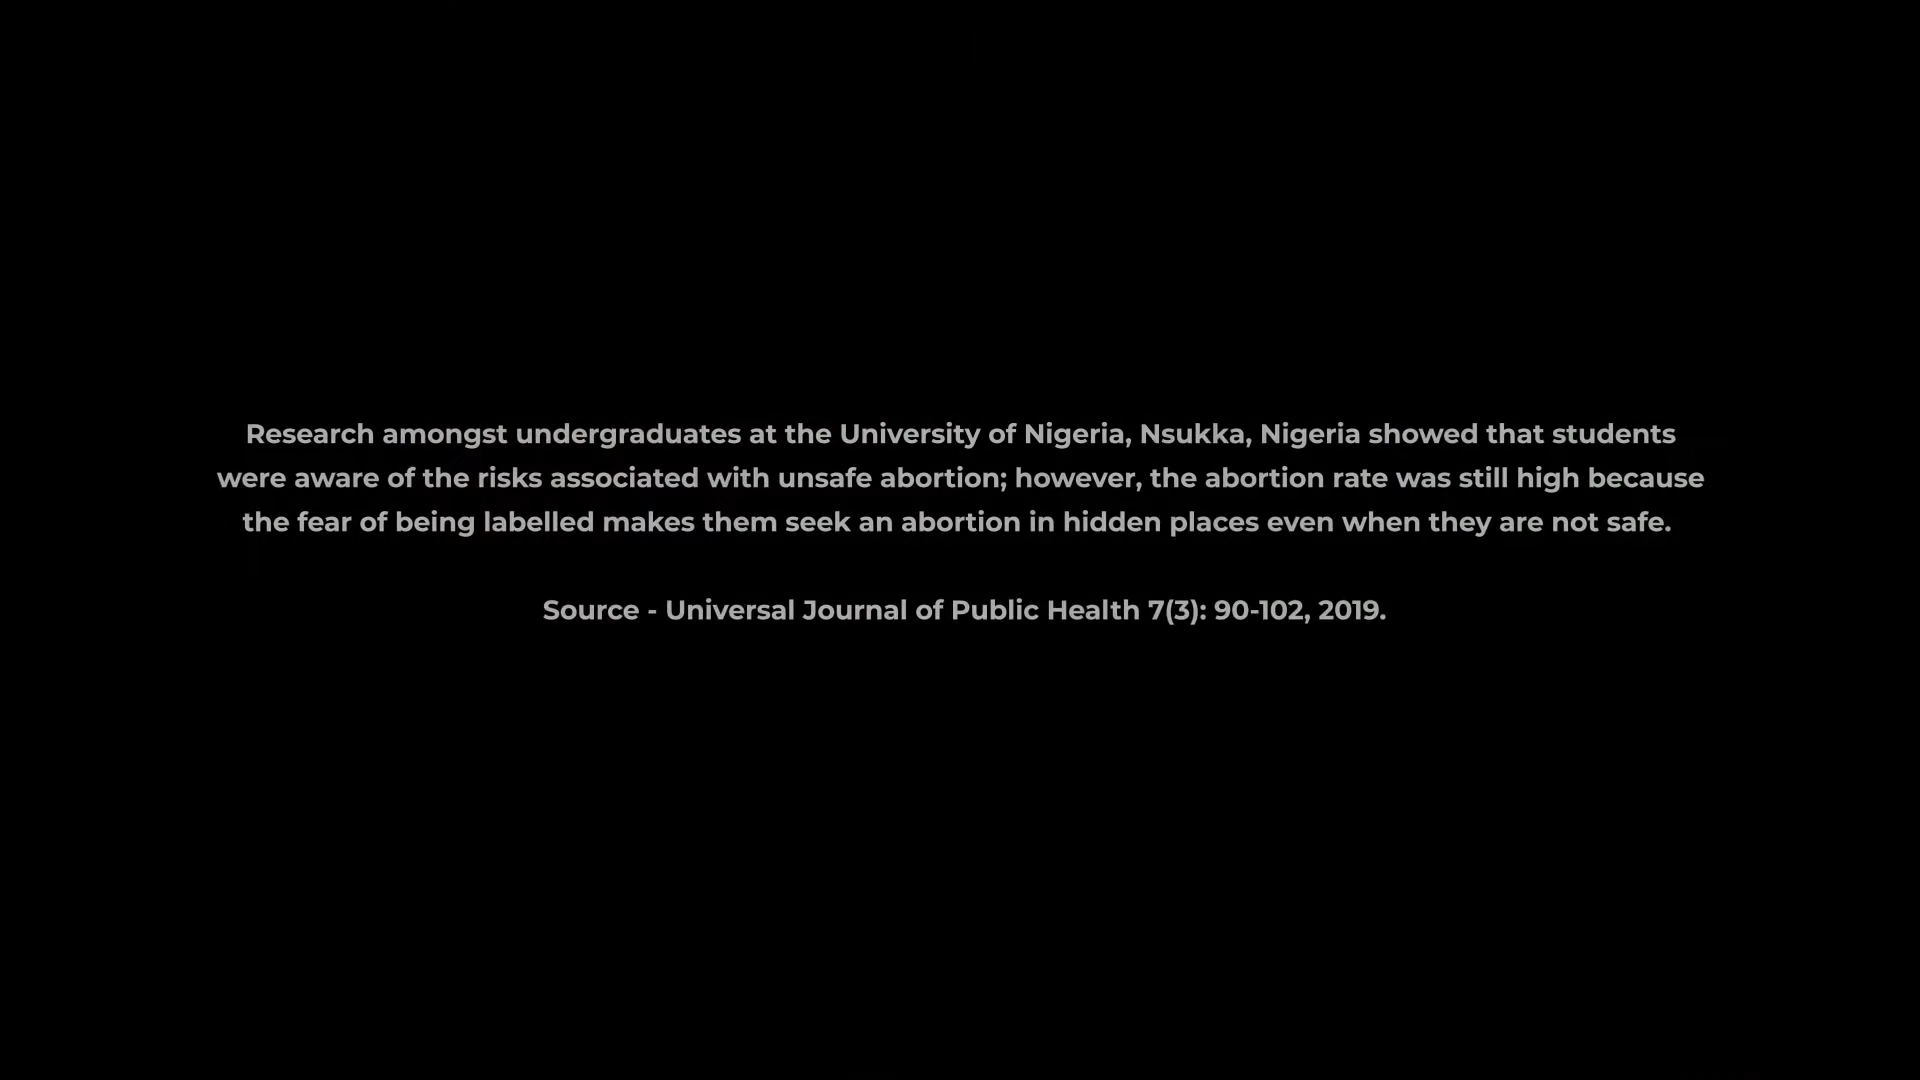 Research amongst undergraduates at the University of Nigeria, Nsukka, Nigeria showed that students
were aware of the risks associated with unsafe abortion; however, the abortion rate was still high because
the fear of being labelled makes them seek an abortion in hidden places even when they are not safe.
Source - Universal Journal of Public Health 7(3): 90-102, 2019.